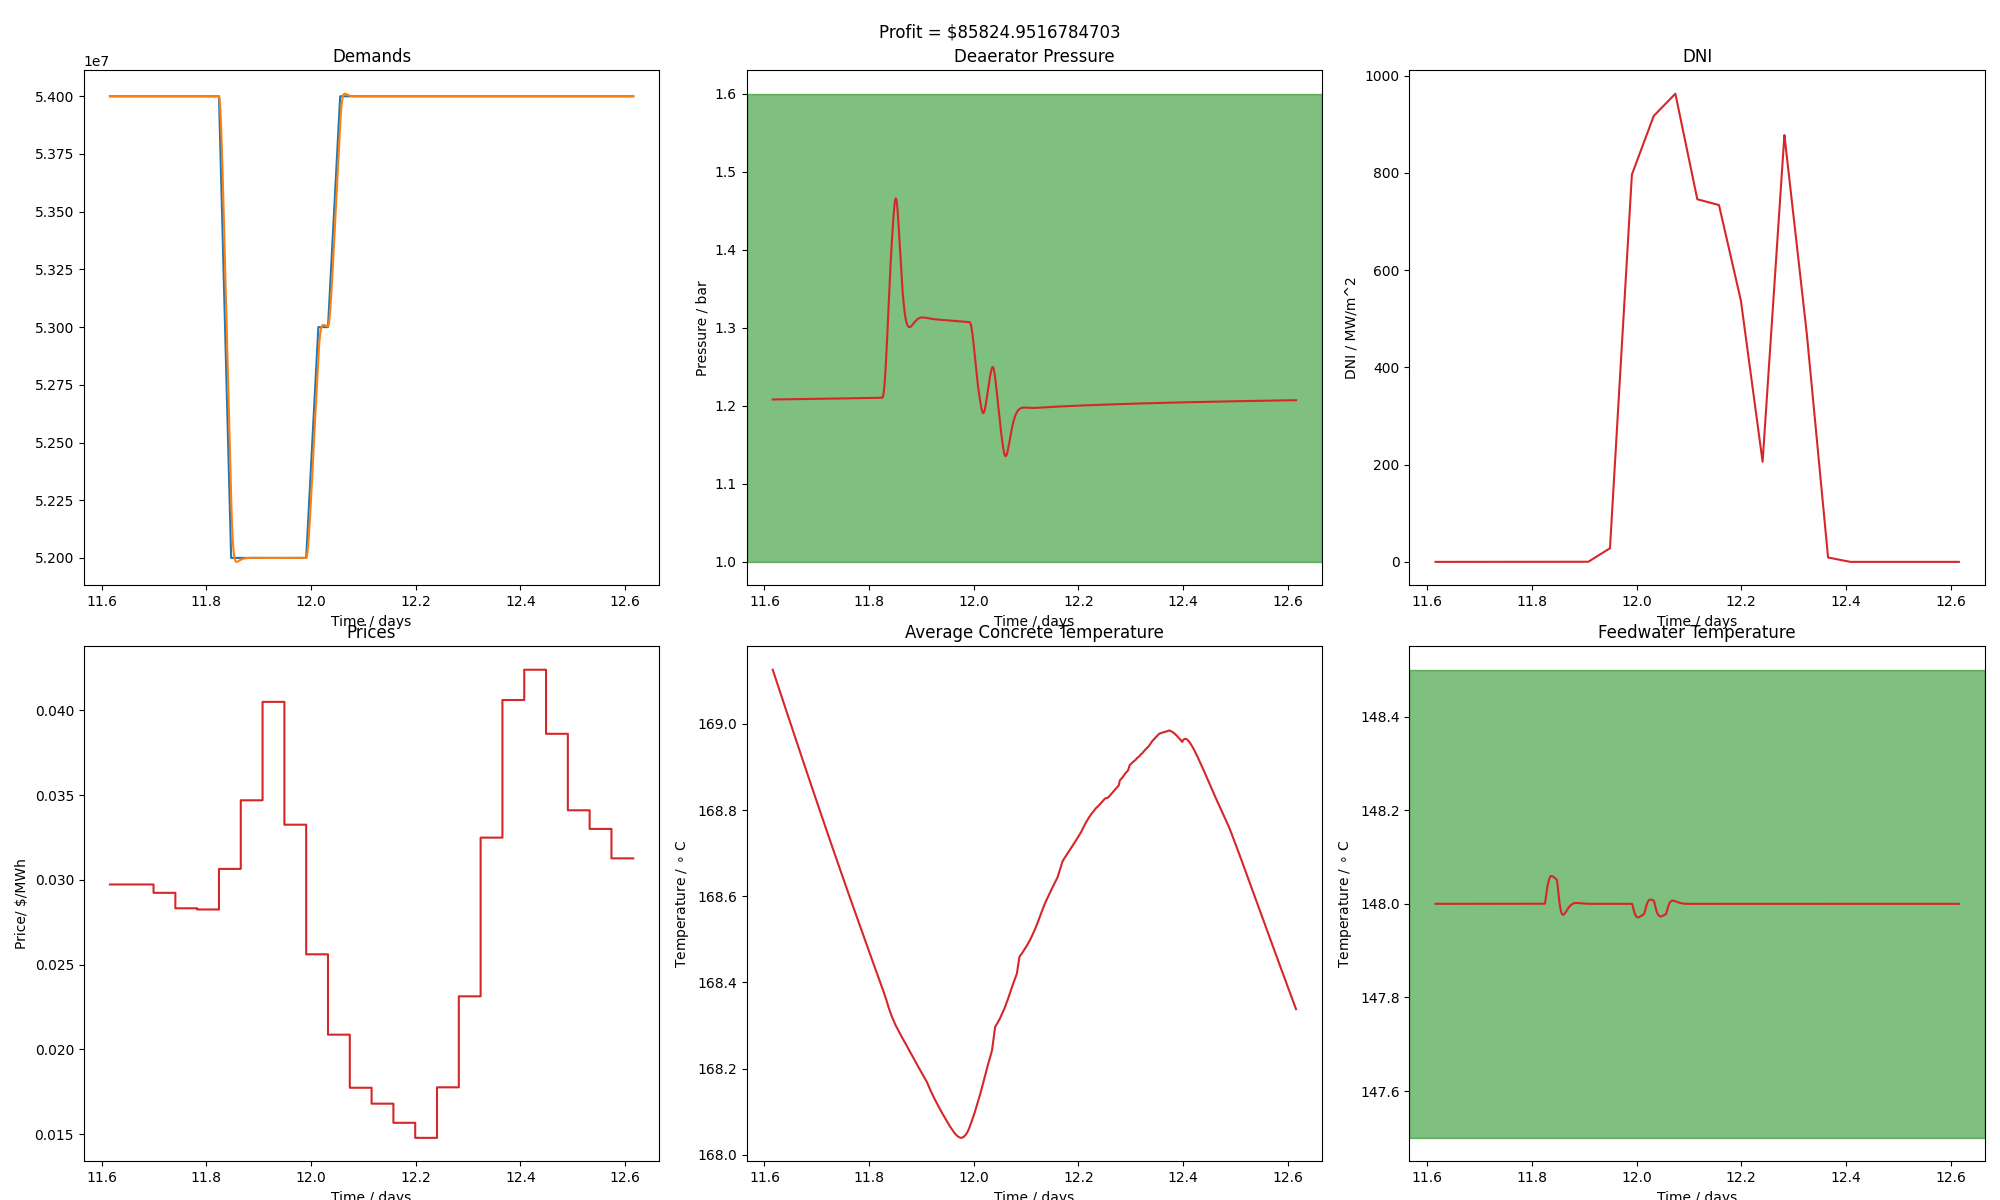 Profit = $85824.9516784703
Demands
1e7
5.400
5.375
5.350
5.325
5.300
5.275
5.250
5.225
5.200
11.6 11.8 12.0 12.2 12.4 12.6
Time / days
Deaerator Pressure
Pressure / bar
1.6
1.5
1.4
1.3
1.2
1.1
1.0
11.6 11.8 12.0 12.2 12.4 12.6
Time / days
DNI
DNI / MW/m^2
1000
800
600
400
200
0
11.6 11.8 12.0 12.2 12.4 12.6
Time / days
Prices
Price/ $/MWh
0.040
0.035
0.030
0.025
0.020
0.015
11.6 11.8 12.0 12.2 12.4 12.6
Time / days
Average Concrete Temperature
Temperature / ∘ C
169.0
168.8
168.6
168.4
168.2
168.0
11.6 11.8 12.0 12.2 12.4 12.6
Time / days
Feedwater Temperature
Temperature / ∘ C
148.4
148.2
148.0
147.8
147.6
11.6 11.8 12.0 12.2 12.4 12.6
Time / days